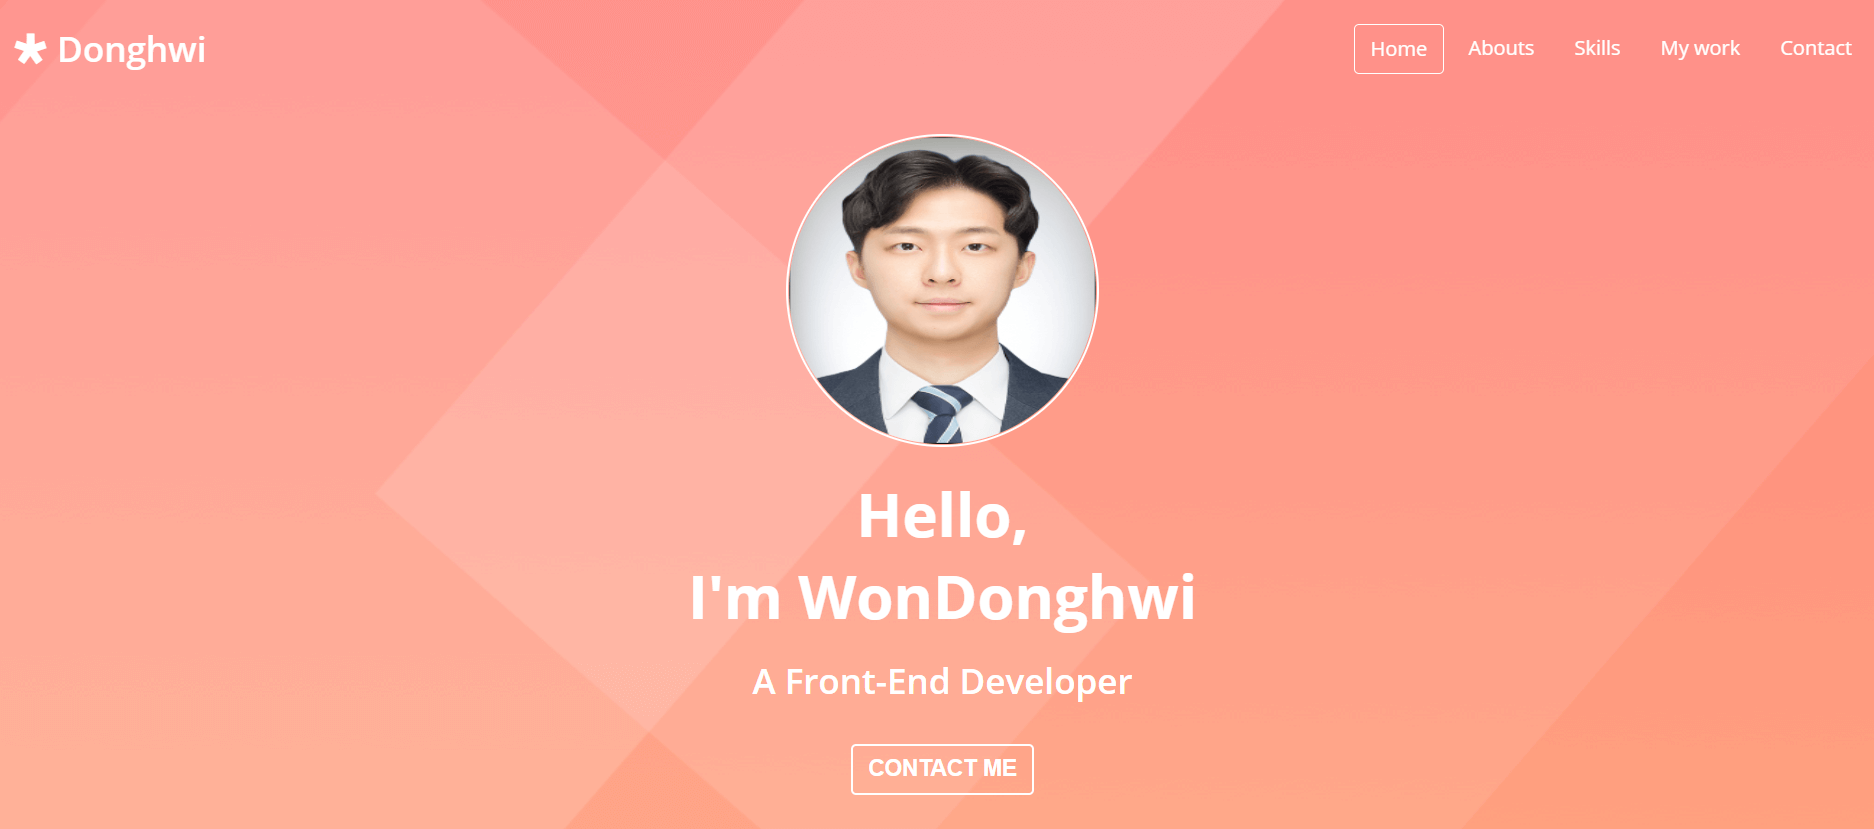 Donghwi
Home Abouts Skills My work Contact
Hello,
I'm WonDonghwi
A Front-End Developer
CONTACT ME